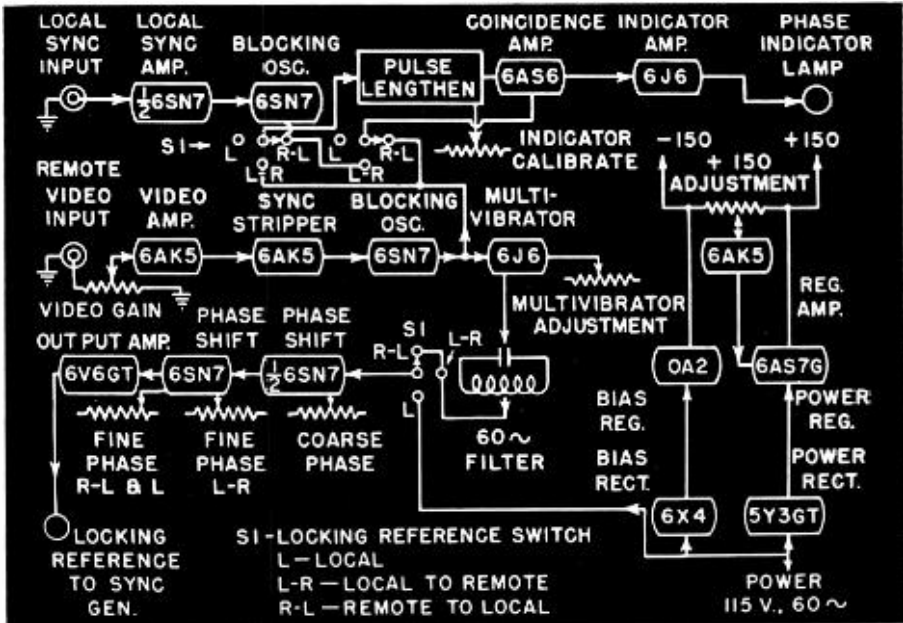 LOCAL SYNC INPUT
LOCAL SYNC AMP.
BLOCKING OSC.
COINCIDENCE AMP.
INDICATOR AMP.
PHASE INDICATOR LAMP
½6SN7
6SN7
PULSE LENGTHEN
6AS6
6J6
S1→
L
R-L
L-R
L
R-L
L-R
INDICATOR CALIBRATE
-150
+150
+150 ADJUSTMENT
REMOTE VIDEO INPUT
VIDEO AMP.
SYNC STRIPPER
BLOCKING OSC.
MULTI-VIBRATOR
6AK5
6AK5
6SN7
6J6
6AK5
VIDEO GAIN
MULTIVIBRATOR ADJUSTMENT
REG. AMP.
OUTPUT AMP.
PHASE SHIFT
PHASE SHIFT
S1
R-L
L-R
L
6V6GT
6SN7
½6SN7
OA2
6AS7G
FINE PHASE R-L & L
FINE PHASE L-R
COARSE PHASE
60~ FILTER
BIAS REG.
POWER REG.
BIAS RECT.
POWER RECT.
6X4
5Y3GT
LOCKING REFERENCE TO SYNC GEN.
S1-LOCKING REFERENCE SWITCH
L—LOCAL
L-R—LOCAL TO REMOTE
R-L—REMOTE TO LOCAL
POWER
115 V., 60~